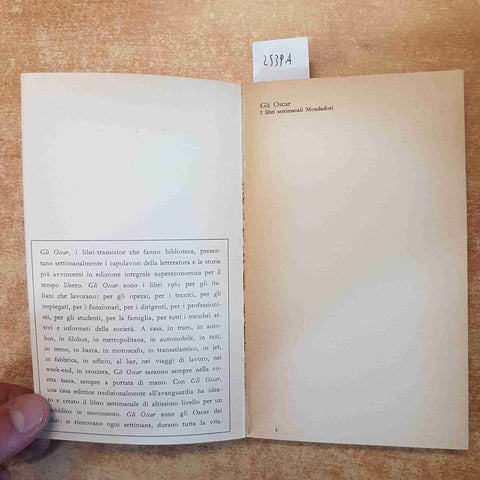 2539A
Gli Oscar, i libri-transistor che fanno biblioteca, presen-
tano settimanalmente i capolavori della letteratura e le storie
più avvincenti in edizione integrale supereconomica per il
tempo libero. Gli Oscar sono i libri 1965 per gli ita-
liani che lavorano: per gli operai, per i tecnici, per gli
impiegati, per i funzionari, per i dirigenti, per i professioni-
sti, per gli studenti, per la famiglia, per tutti i membri at-
tivi e informati della società. A casa, in tram, in auto-
bus, in filobus, in metropolitana, in automobile, in taxi,
in treno, in barca, in motoscafo, in transatlantico, in jet,
in fabbrica, in ufficio, al bar, nei viaggi di lavoro, nei
week-end, in crociera, Gli Oscar saranno sempre nella vo-
stra tasca, sempre a portata di mano. Con Gli Oscar,
una casa editrice tradizionalmente all'avanguardia ha idea-
to e creato il libro settimanale di altissimo livello per un
pubblico in movimento. Gli Oscar sono gli Oscar dei
libri: si rinnovano ogni settimana, durano tutta la vita.
Gli Oscar
I libri settimanali Mondadori
1.